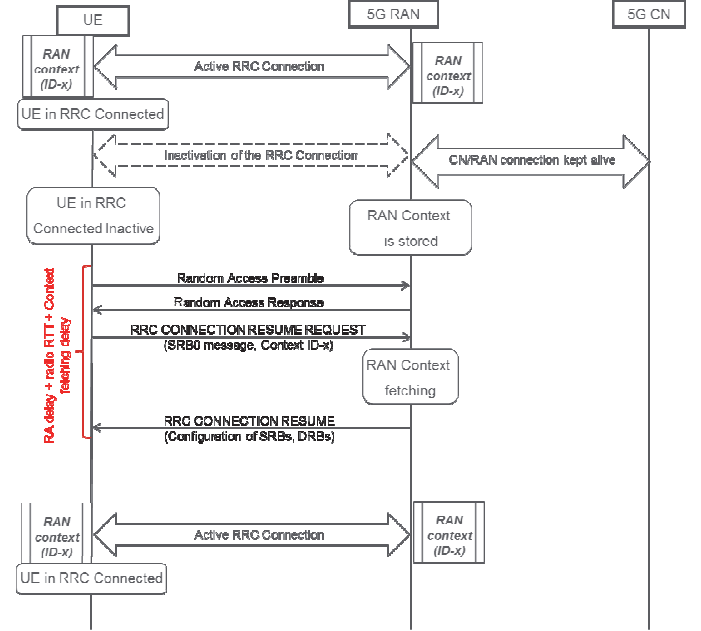 UE
5G RAN
5G CN
RAN
context
(ID-x)
Active RRC Connection
RAN
context
(ID-x)
UE in RRC Connected
Inactivation of the RRC Connection
CN/RAN connection kept alive
UE in RRC
Connected Inactive
RAN Context
is stored
RA delay + radio RTT + Context
fetching delay
Random Access Preamble
Random Access Response
RRC CONNECTION RESUME REQUEST
(SRB0 message, Context ID-x)
RAN Context
fetching
RRC CONNECTION RESUME
(Configuration of SRBs, DRBs)
RAN
context
(ID-x)
Active RRC Connection
RAN
context
(ID-x)
UE in RRC Connected